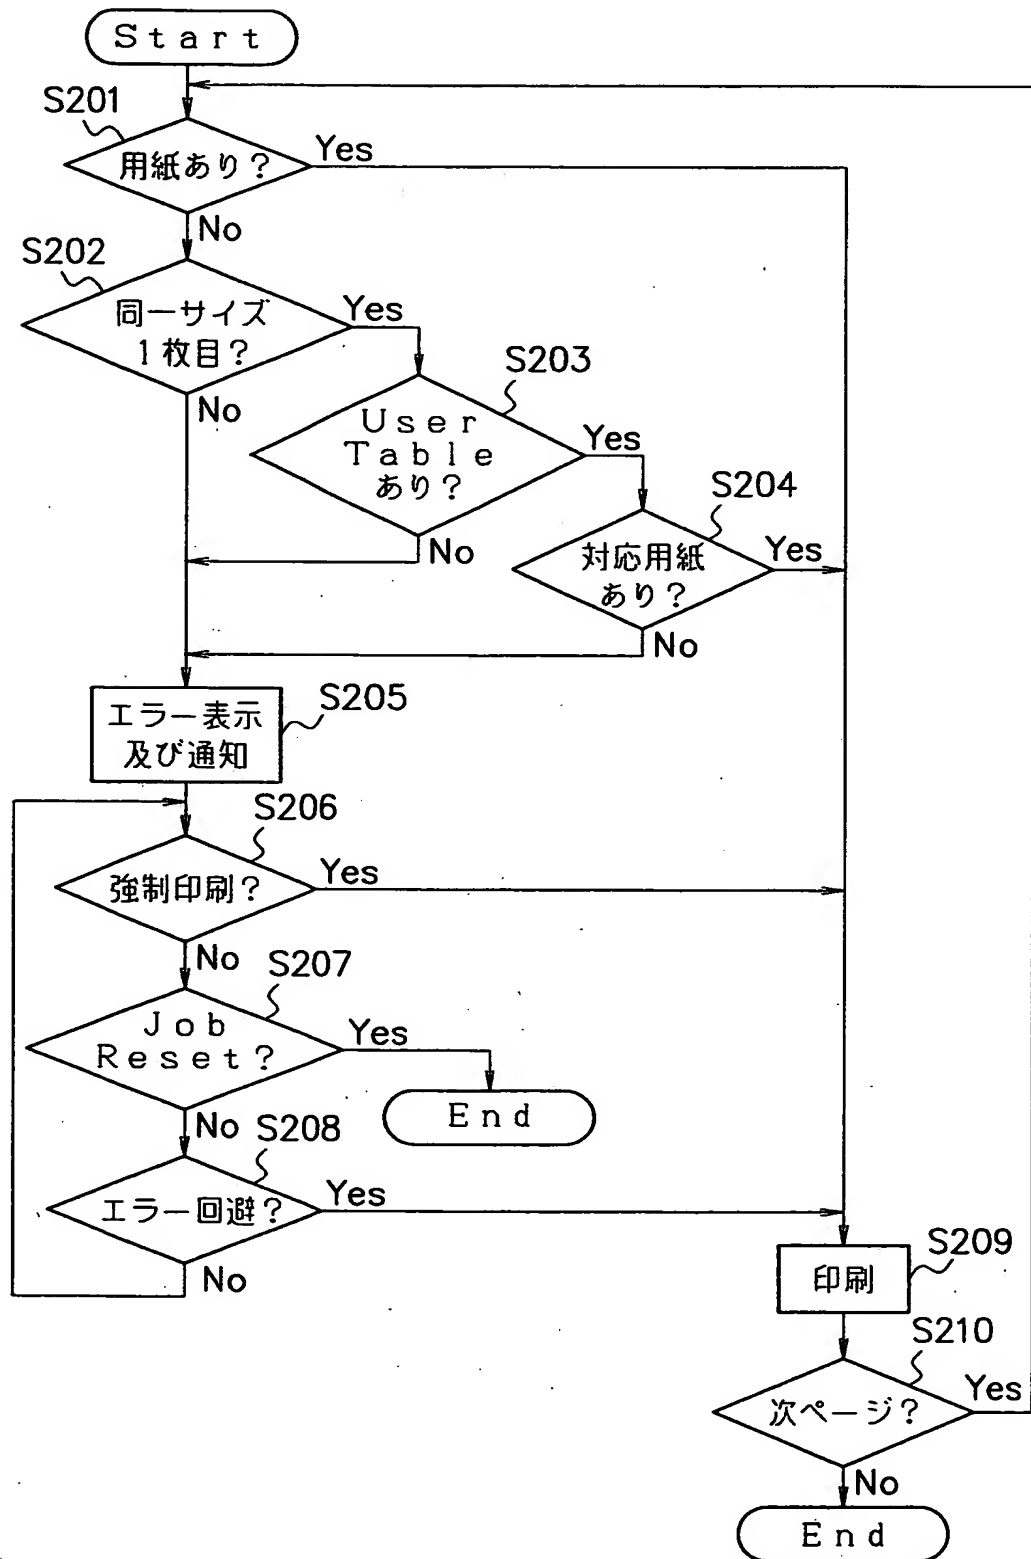 Start
S201
用紙あり?
Yes
No
S202
同一サイズ
1枚目?
Yes
No
S203
User
Table
あり?
Yes
No
S204
対応用紙
あり?
Yes
No
S205
エラー表示
及び通知
S206
強制印刷?
Yes
No
S207
Job
Reset?
Yes
End
No
S208
エラー回避?
Yes
No
S209
印刷
S210
次ページ?
Yes
No
End